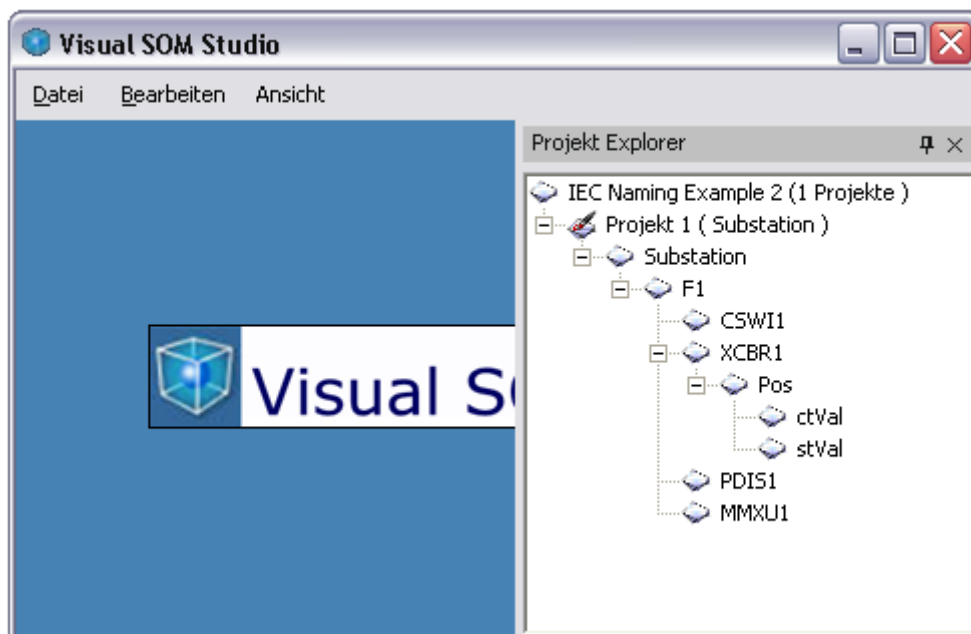 Visual SOM Studio
Datei Bearbeiten Ansicht
Projekt Explorer
IEC Naming Example 2 (1 Projekte )
Projekt 1 ( Substation )
Substation
F1
CSWI1
XCBR1
Pos
ctVal
stVal
PDIS1
MMXU1
Visual S